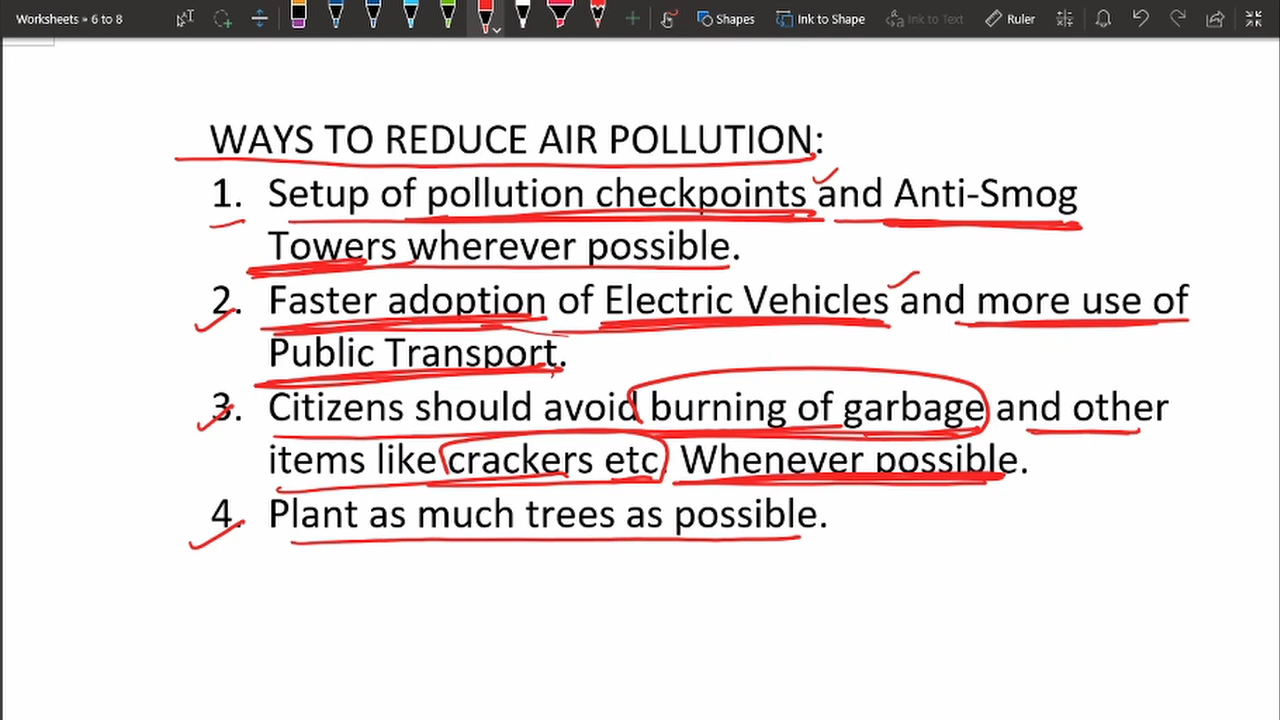 Worksheets » 6 to 8
Shapes
Ink to Shape
Ink to Text
Ruler
WAYS TO REDUCE AIR POLLUTION:
1. Setup of pollution checkpoints and Anti-Smog
Towers wherever possible.
2. Faster adoption of Electric Vehicles and more use of
Public Transport.
3. Citizens should avoid burning of garbage and other
items like crackers etc. Whenever possible.
4. Plant as much trees as possible.